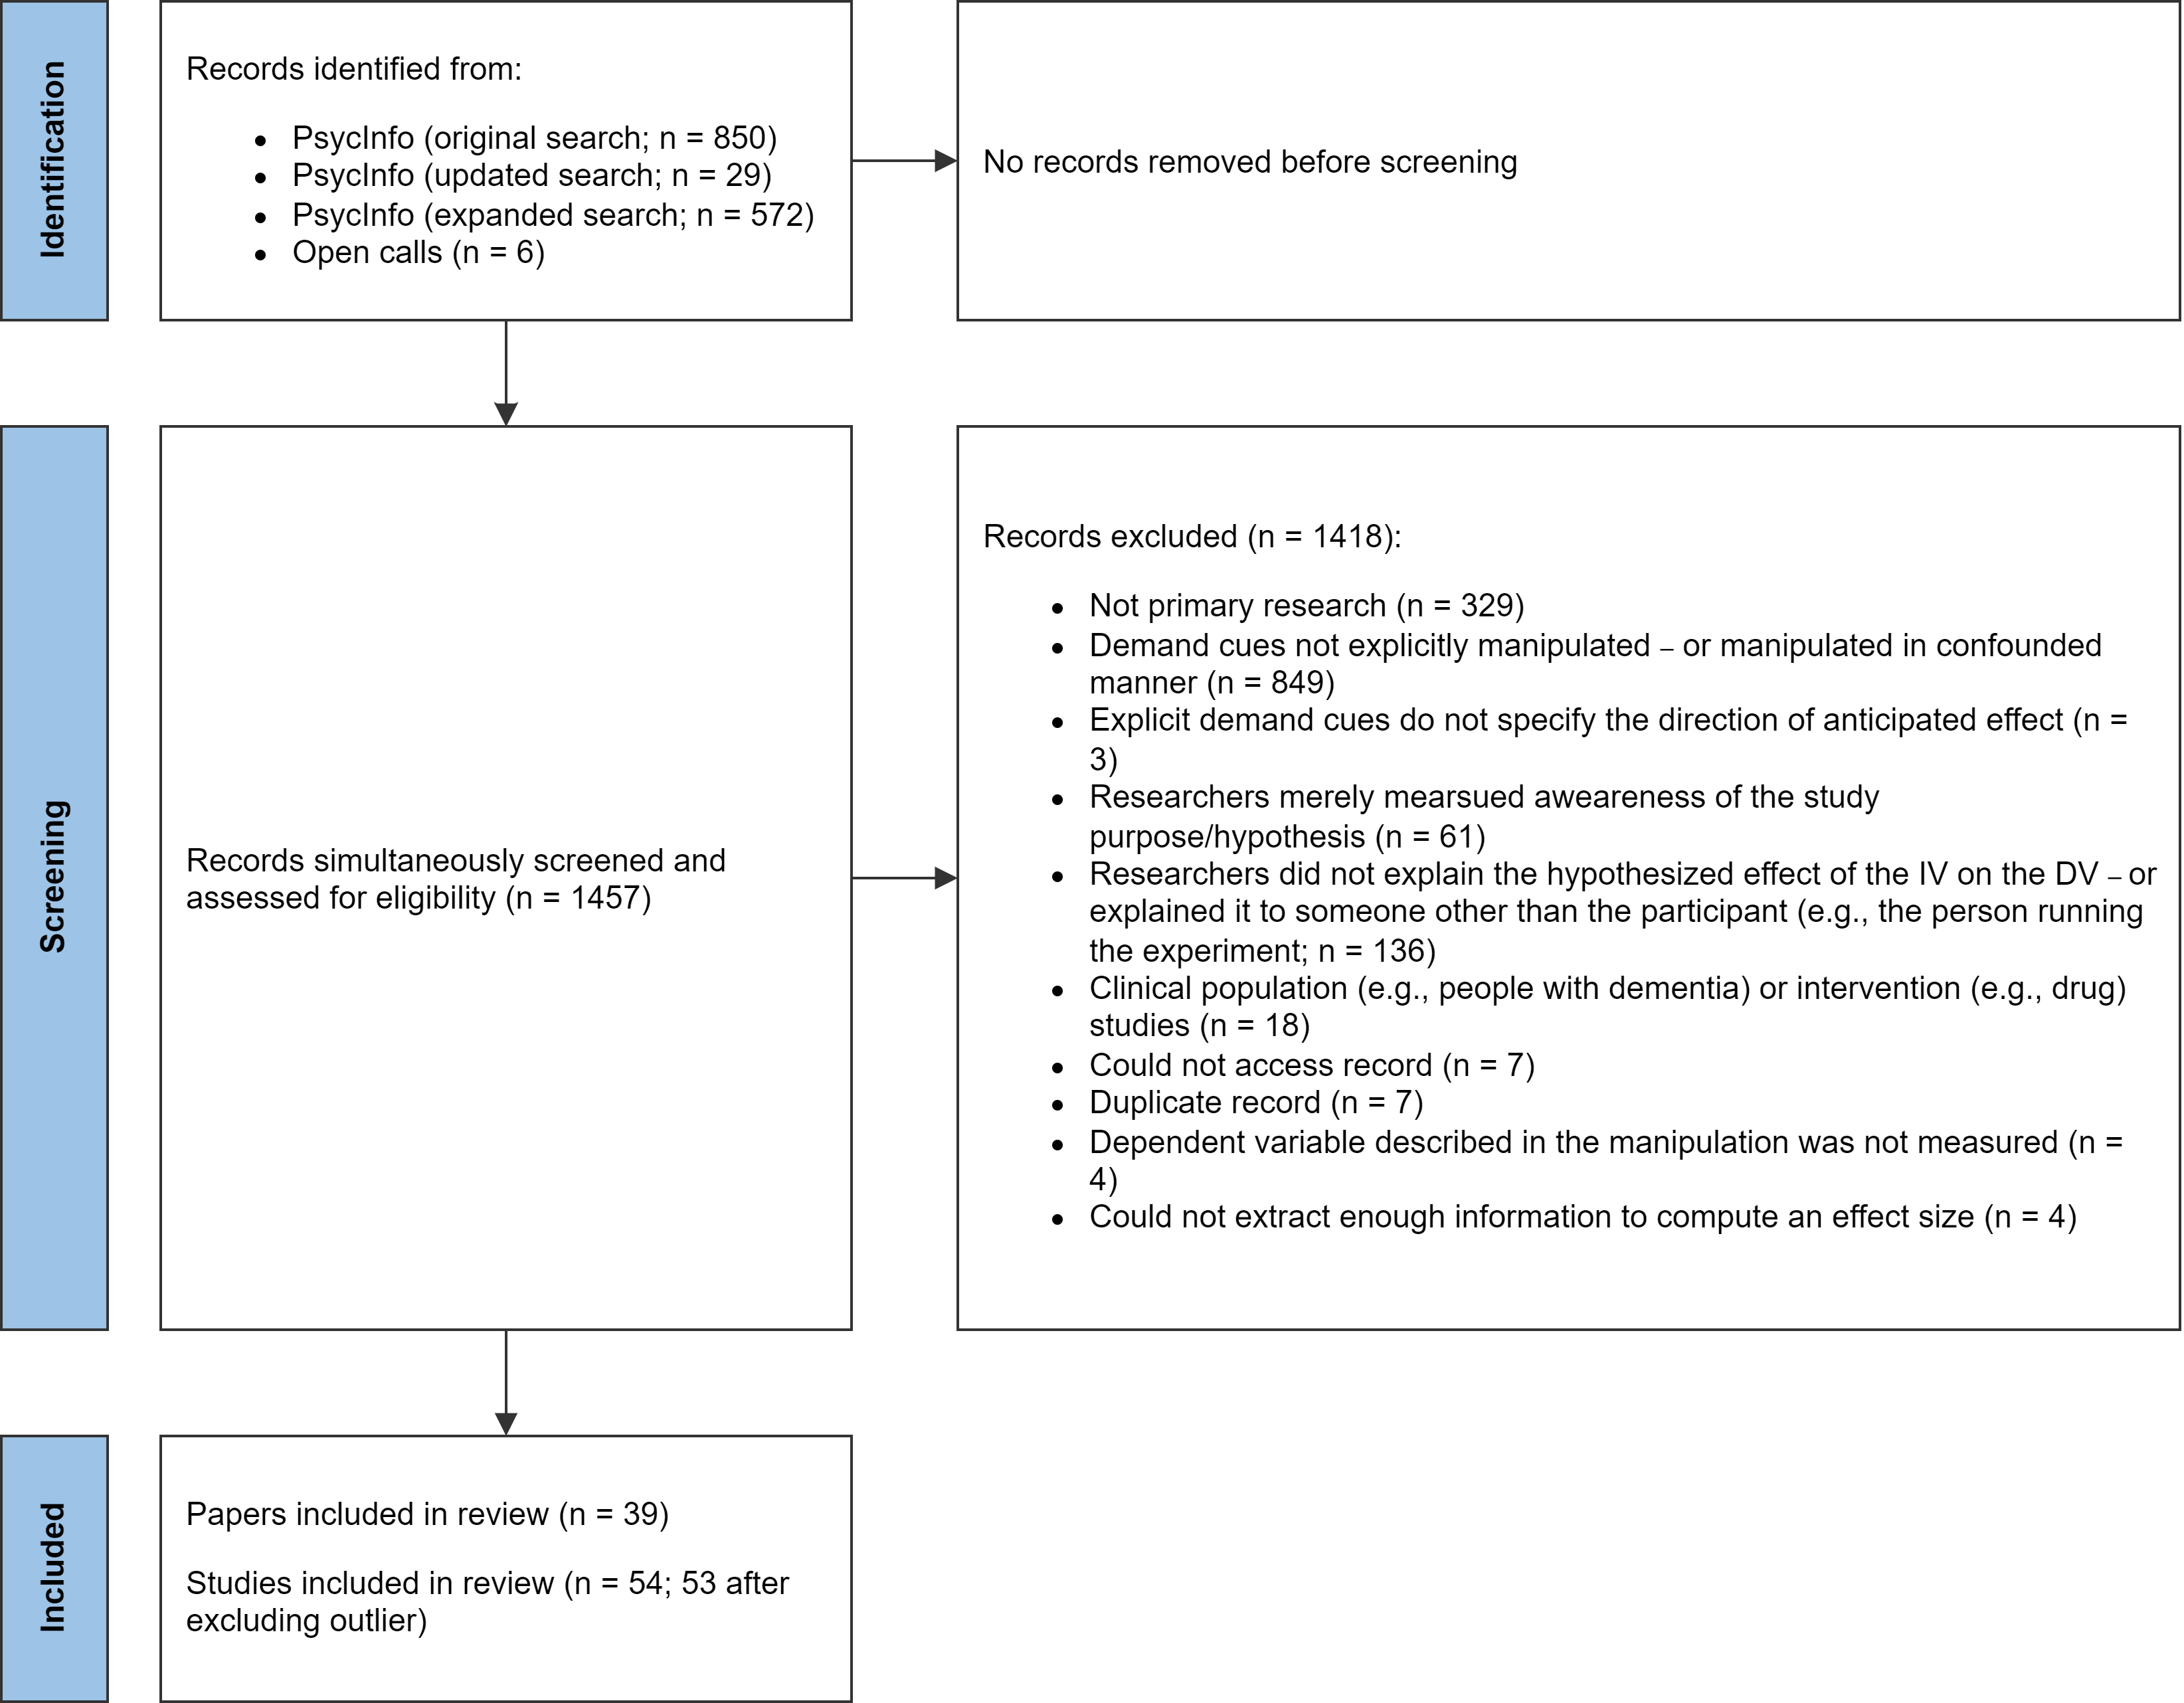 Identification
Records identified from:
• PsycInfo (original search; n = 850)
• PsycInfo (updated search; n = 29)
• PsycInfo (expanded search; n = 572)
• Open calls (n = 6)
No records removed before screening
Screening
Records simultaneously screened and
assessed for eligibility (n = 1457)
Records excluded (n = 1418):
• Not primary research (n = 329)
• Demand cues not explicitly manipulated – or manipulated in confounded
manner (n = 849)
• Explicit demand cues do not specify the direction of anticipated effect (n =
3)
• Researchers merely mearsued aweareness of the study
purpose/hypothesis (n = 61)
• Researchers did not explain the hypothesized effect of the IV on the DV – or
explained it to someone other than the participant (e.g., the person running
the experiment; n = 136)
• Clinical population (e.g., people with dementia) or intervention (e.g., drug)
studies (n = 18)
• Could not access record (n = 7)
• Duplicate record (n = 7)
• Dependent variable described in the manipulation was not measured (n =
4)
• Could not extract enough information to compute an effect size (n = 4)
Included
Papers included in review (n = 39)
Studies included in review (n = 54; 53 after
excluding outlier)